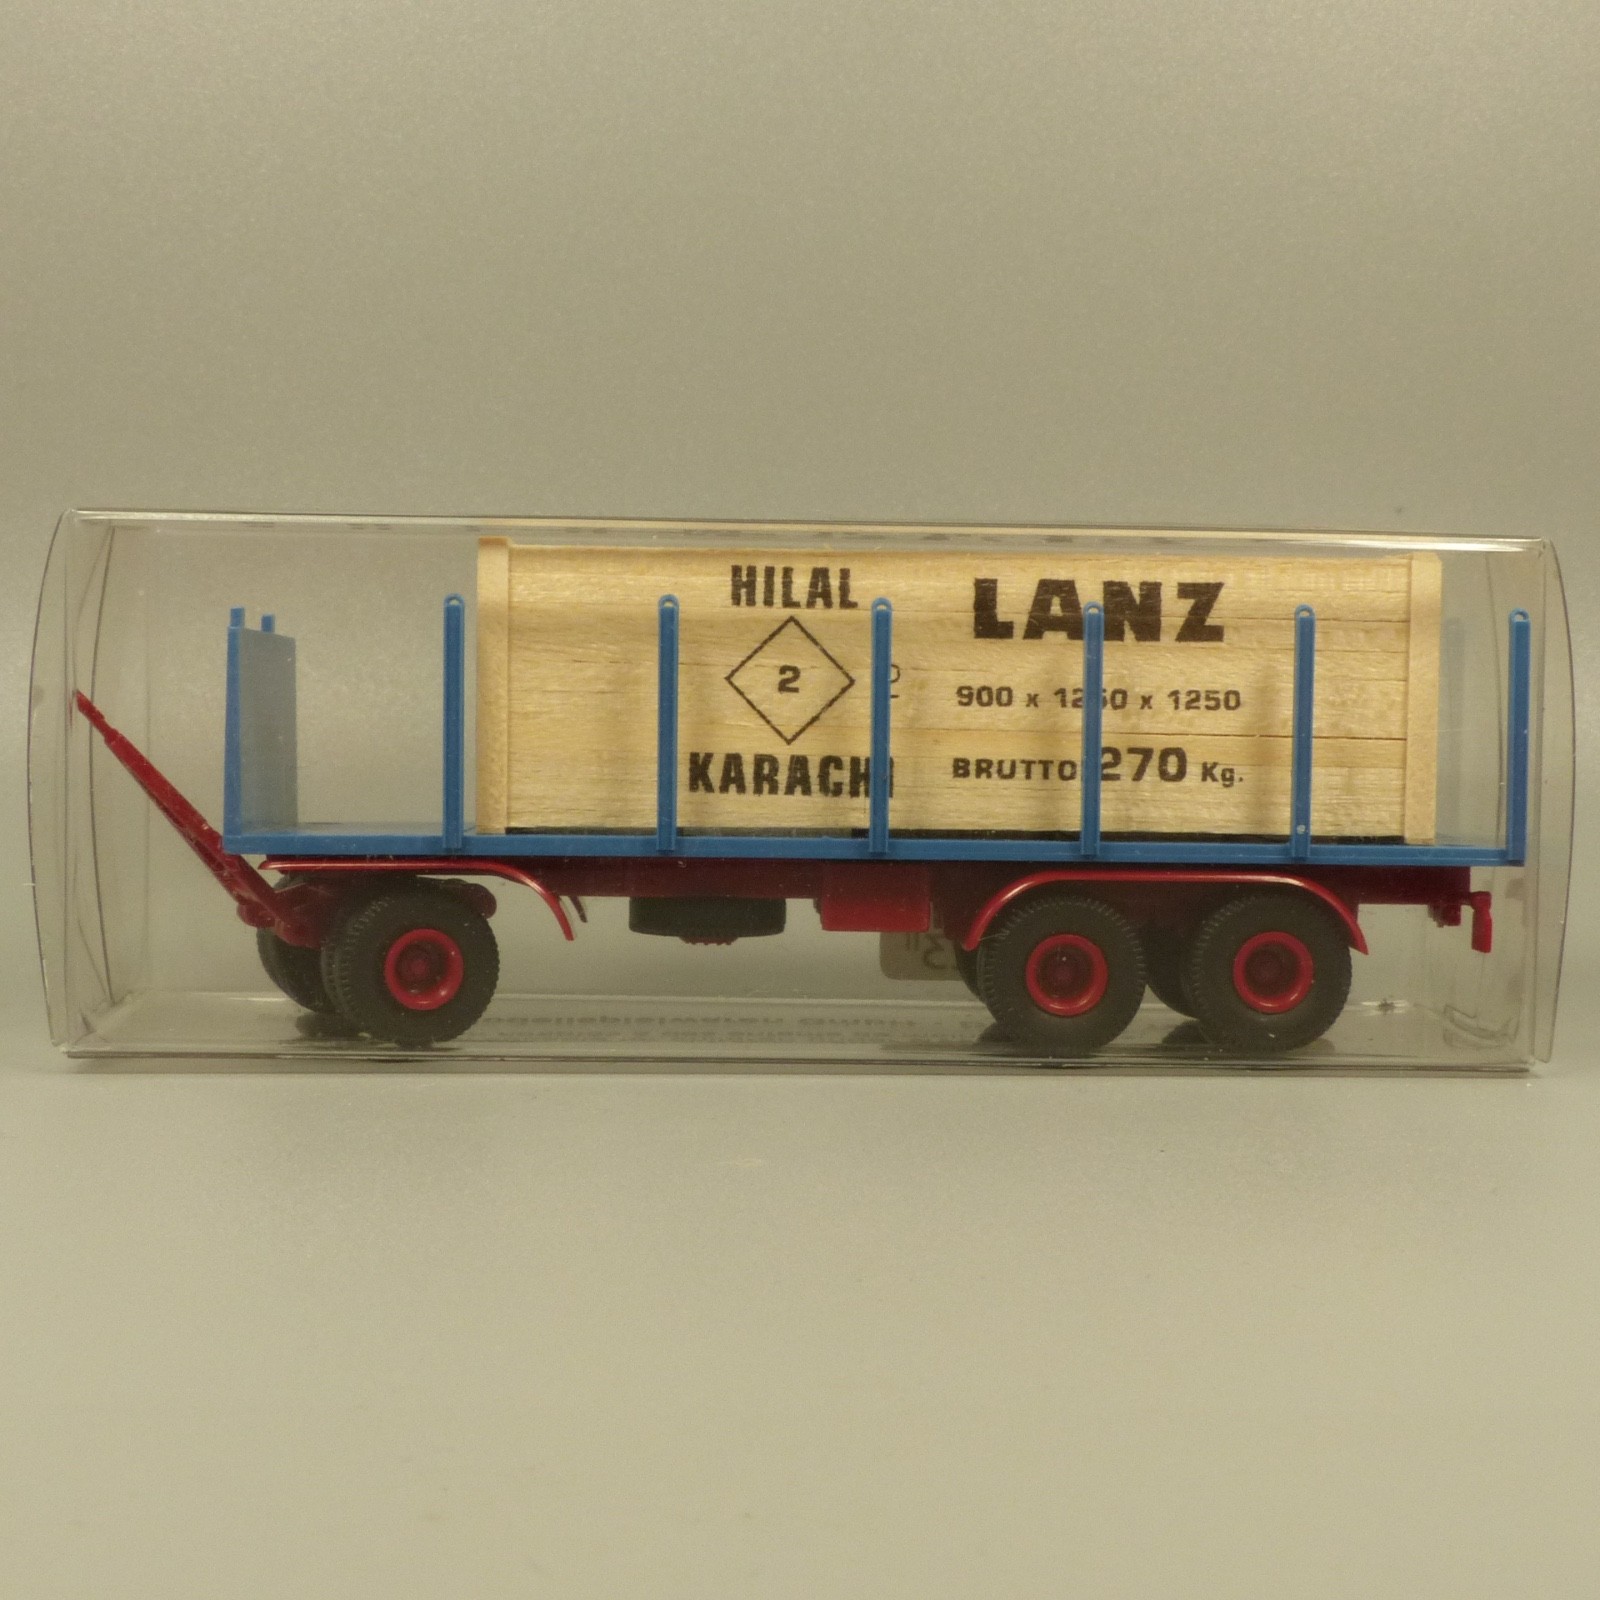 HILAL
2
KARACHI
LANZ
900 x 1250 x 1250
BRUTTO 270 Kg.